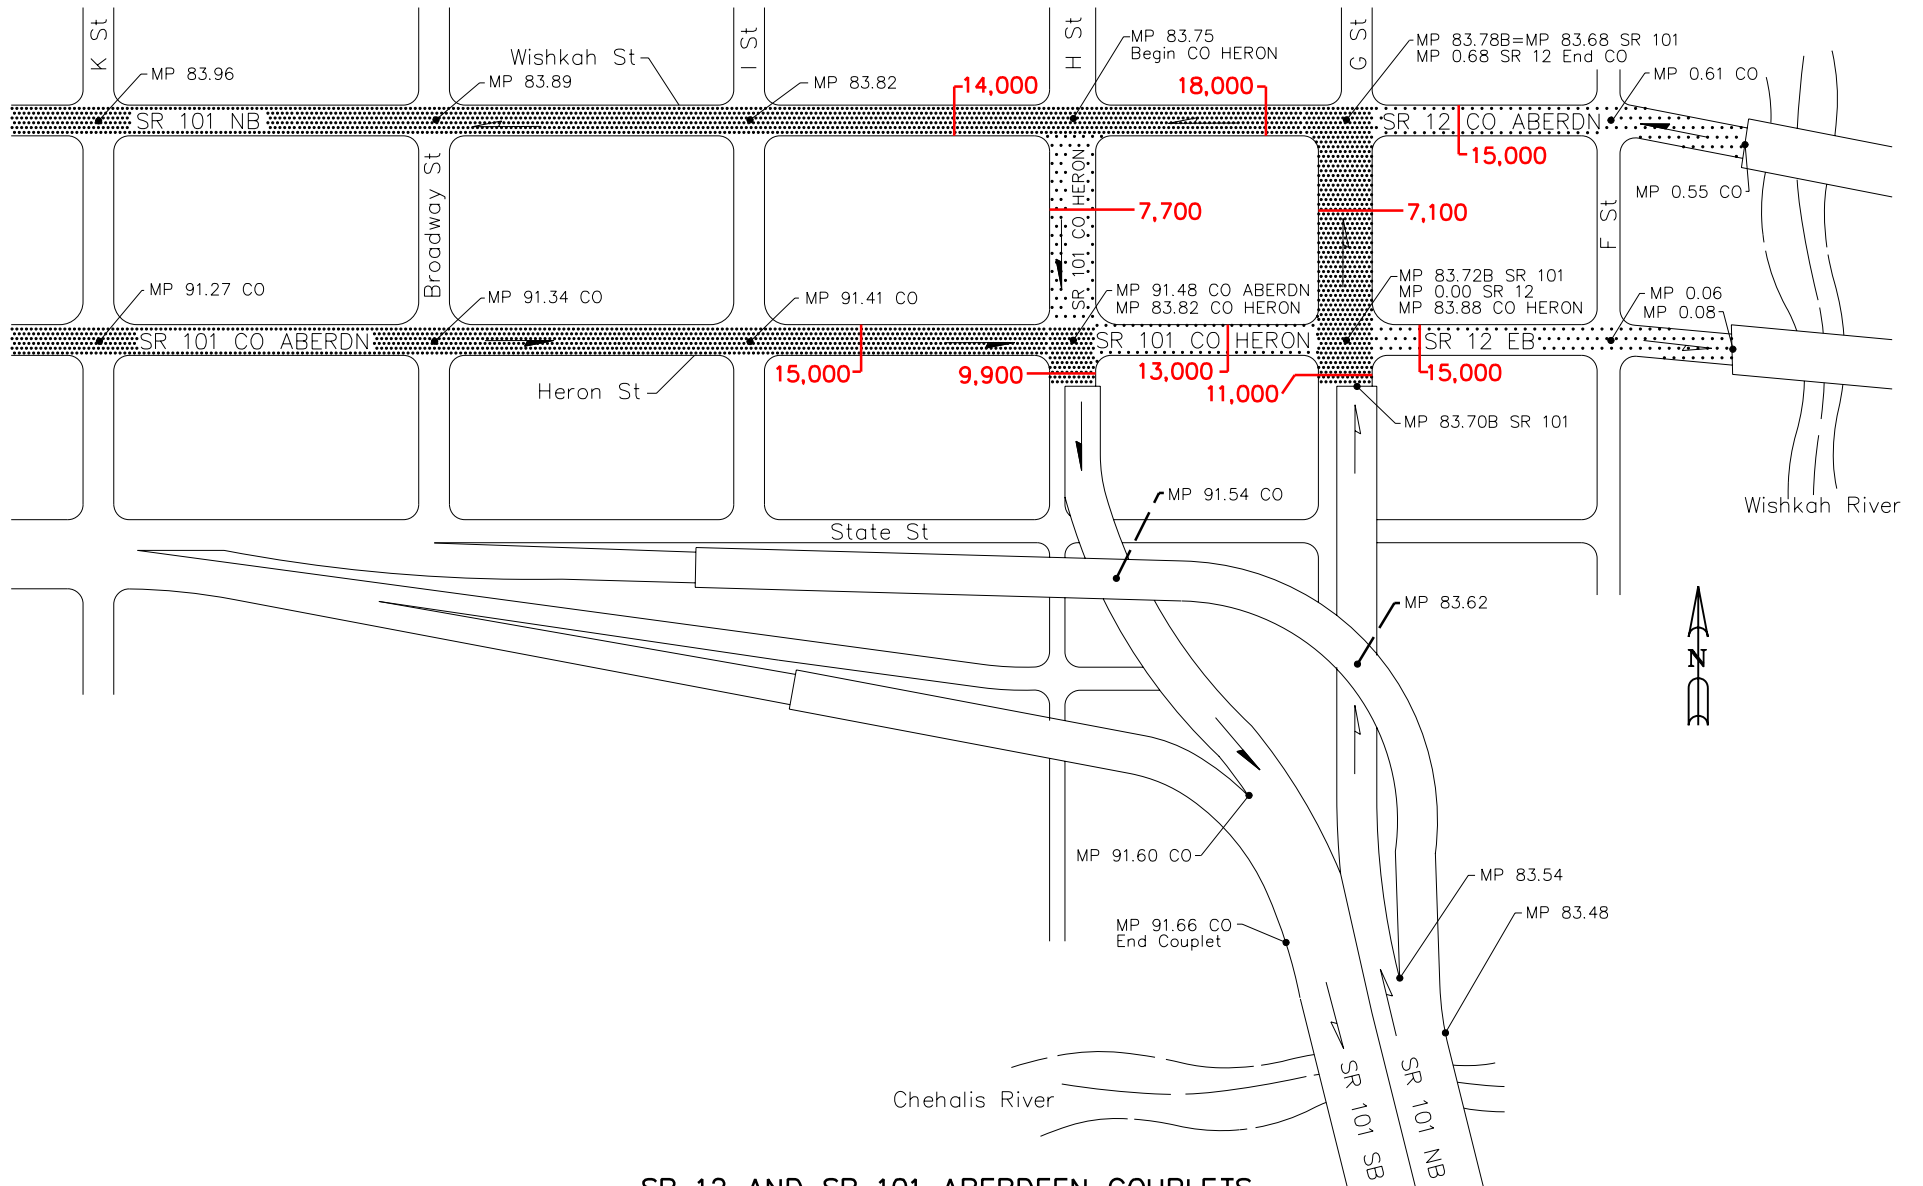 K St
I St
H St
G St
Wishkah St
MP 83.96
MP 83.89
MP 83.82
MP 83.75
Begin CO HERON
MP 83.78B=MP 83.68 SR 101
MP 0.68 SR 12 End CO
MP 0.61 CO
14,000
18,000
SR 101 NB
SR 12 CO ABERDN
15,000
MP 0.55 CO
Broadway St
SR 101 CO HERON
7,700
7,100
F St
MP 91.27 CO
MP 91.34 CO
MP 91.41 CO
MP 91.48 CO ABERDN
MP 83.82 CO HERON
MP 83.72B SR 101
MP 0.00 SR 12
MP 83.88 CO HERON
MP 0.06
MP 0.08
SR 101 CO ABERDN
SR 101 CO HERON
SR 12 EB
15,000
9,900
13,000
11,000
15,000
Heron St
MP 83.70B SR 101
MP 91.54 CO
Wishkah River
State St
MP 83.62
N
MP 91.60 CO
MP 83.54
MP 83.48
MP 91.66 CO
End Couplet
Chehalis River
SR 101 SB
SR 101 NB
SR 12 AND SR 101 ABERDEEN COUPLETS